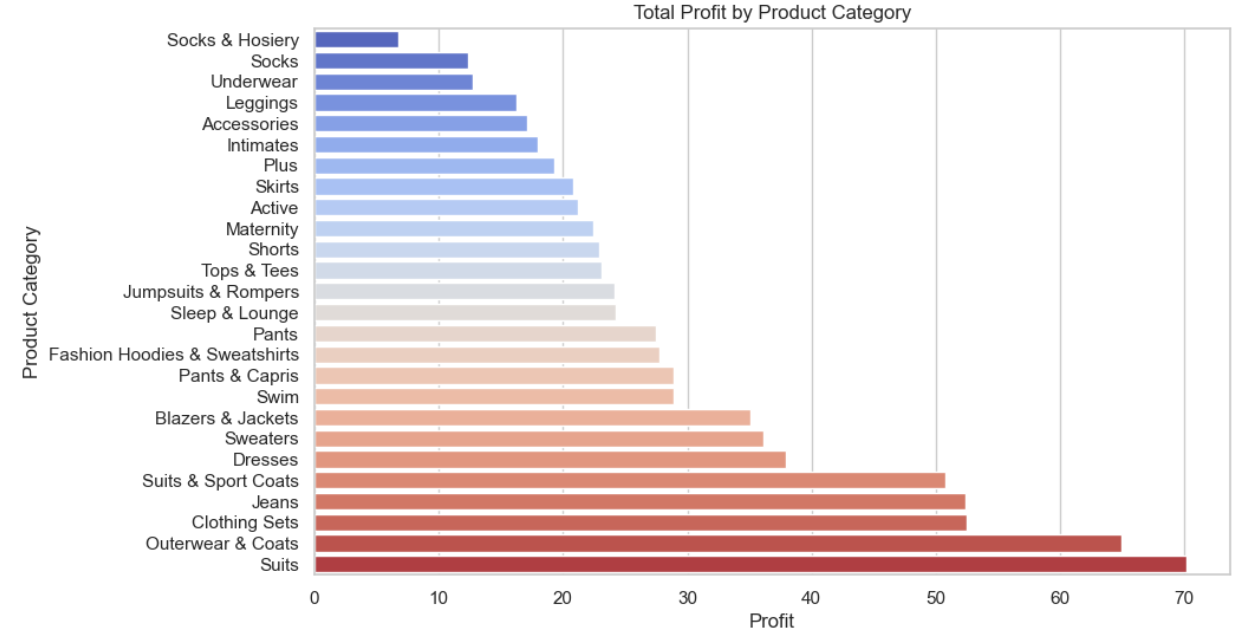 Total Profit by Product Category
Product Category
Socks & Hosiery
Socks
Underwear
Leggings
Accessories
Intimates
Plus
Skirts
Active
Maternity
Shorts
Tops & Tees
Jumpsuits & Rompers
Sleep & Lounge
Pants
Fashion Hoodies & Sweatshirts
Pants & Capris
Swim
Blazers & Jackets
Sweaters
Dresses
Suits & Sport Coats
Jeans
Clothing Sets
Outerwear & Coats
Suits
0 10 20 30 40 50 60 70
Profit